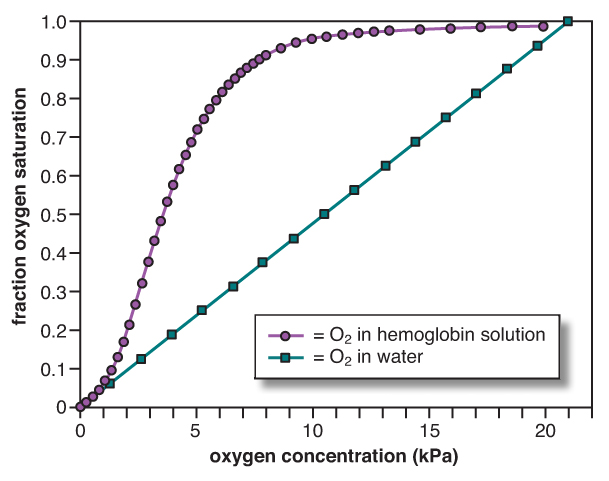 fraction oxygen saturation
1.0
0.9
0.8
0.7
0.6
0.5
0.4
0.3
0.2
0.1
0
= O₂ in hemoglobin solution
= O₂ in water
0 5 10 15 20
oxygen concentration (kPa)